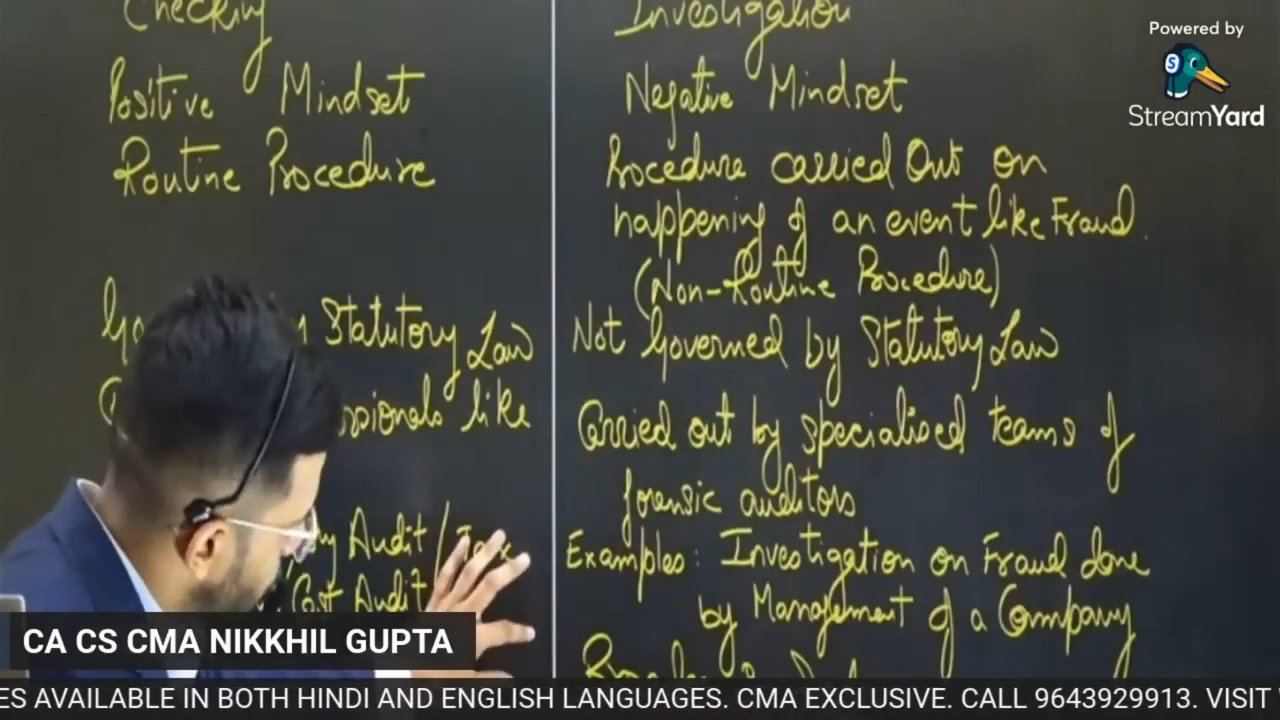 Checking
Positive Mindset
Routine Procedure
Statutory Law
like
Audit /
Cost Audit
Investigation
Negative Mindset
Procedure carried Out on
happening of an event like Fraud.
(Non-Routine Procedure)
Not Governed by Statutory Law
Carried out by specialised teams of
forensic auditors
Examples: Investigation on Fraud done
by Management of a Company
Powered by
StreamYard
CA CS CMA NIKKHIL GUPTA
ES AVAILABLE IN BOTH HINDI AND ENGLISH LANGUAGES. CMA EXCLUSIVE. CALL 9643929913. VISIT